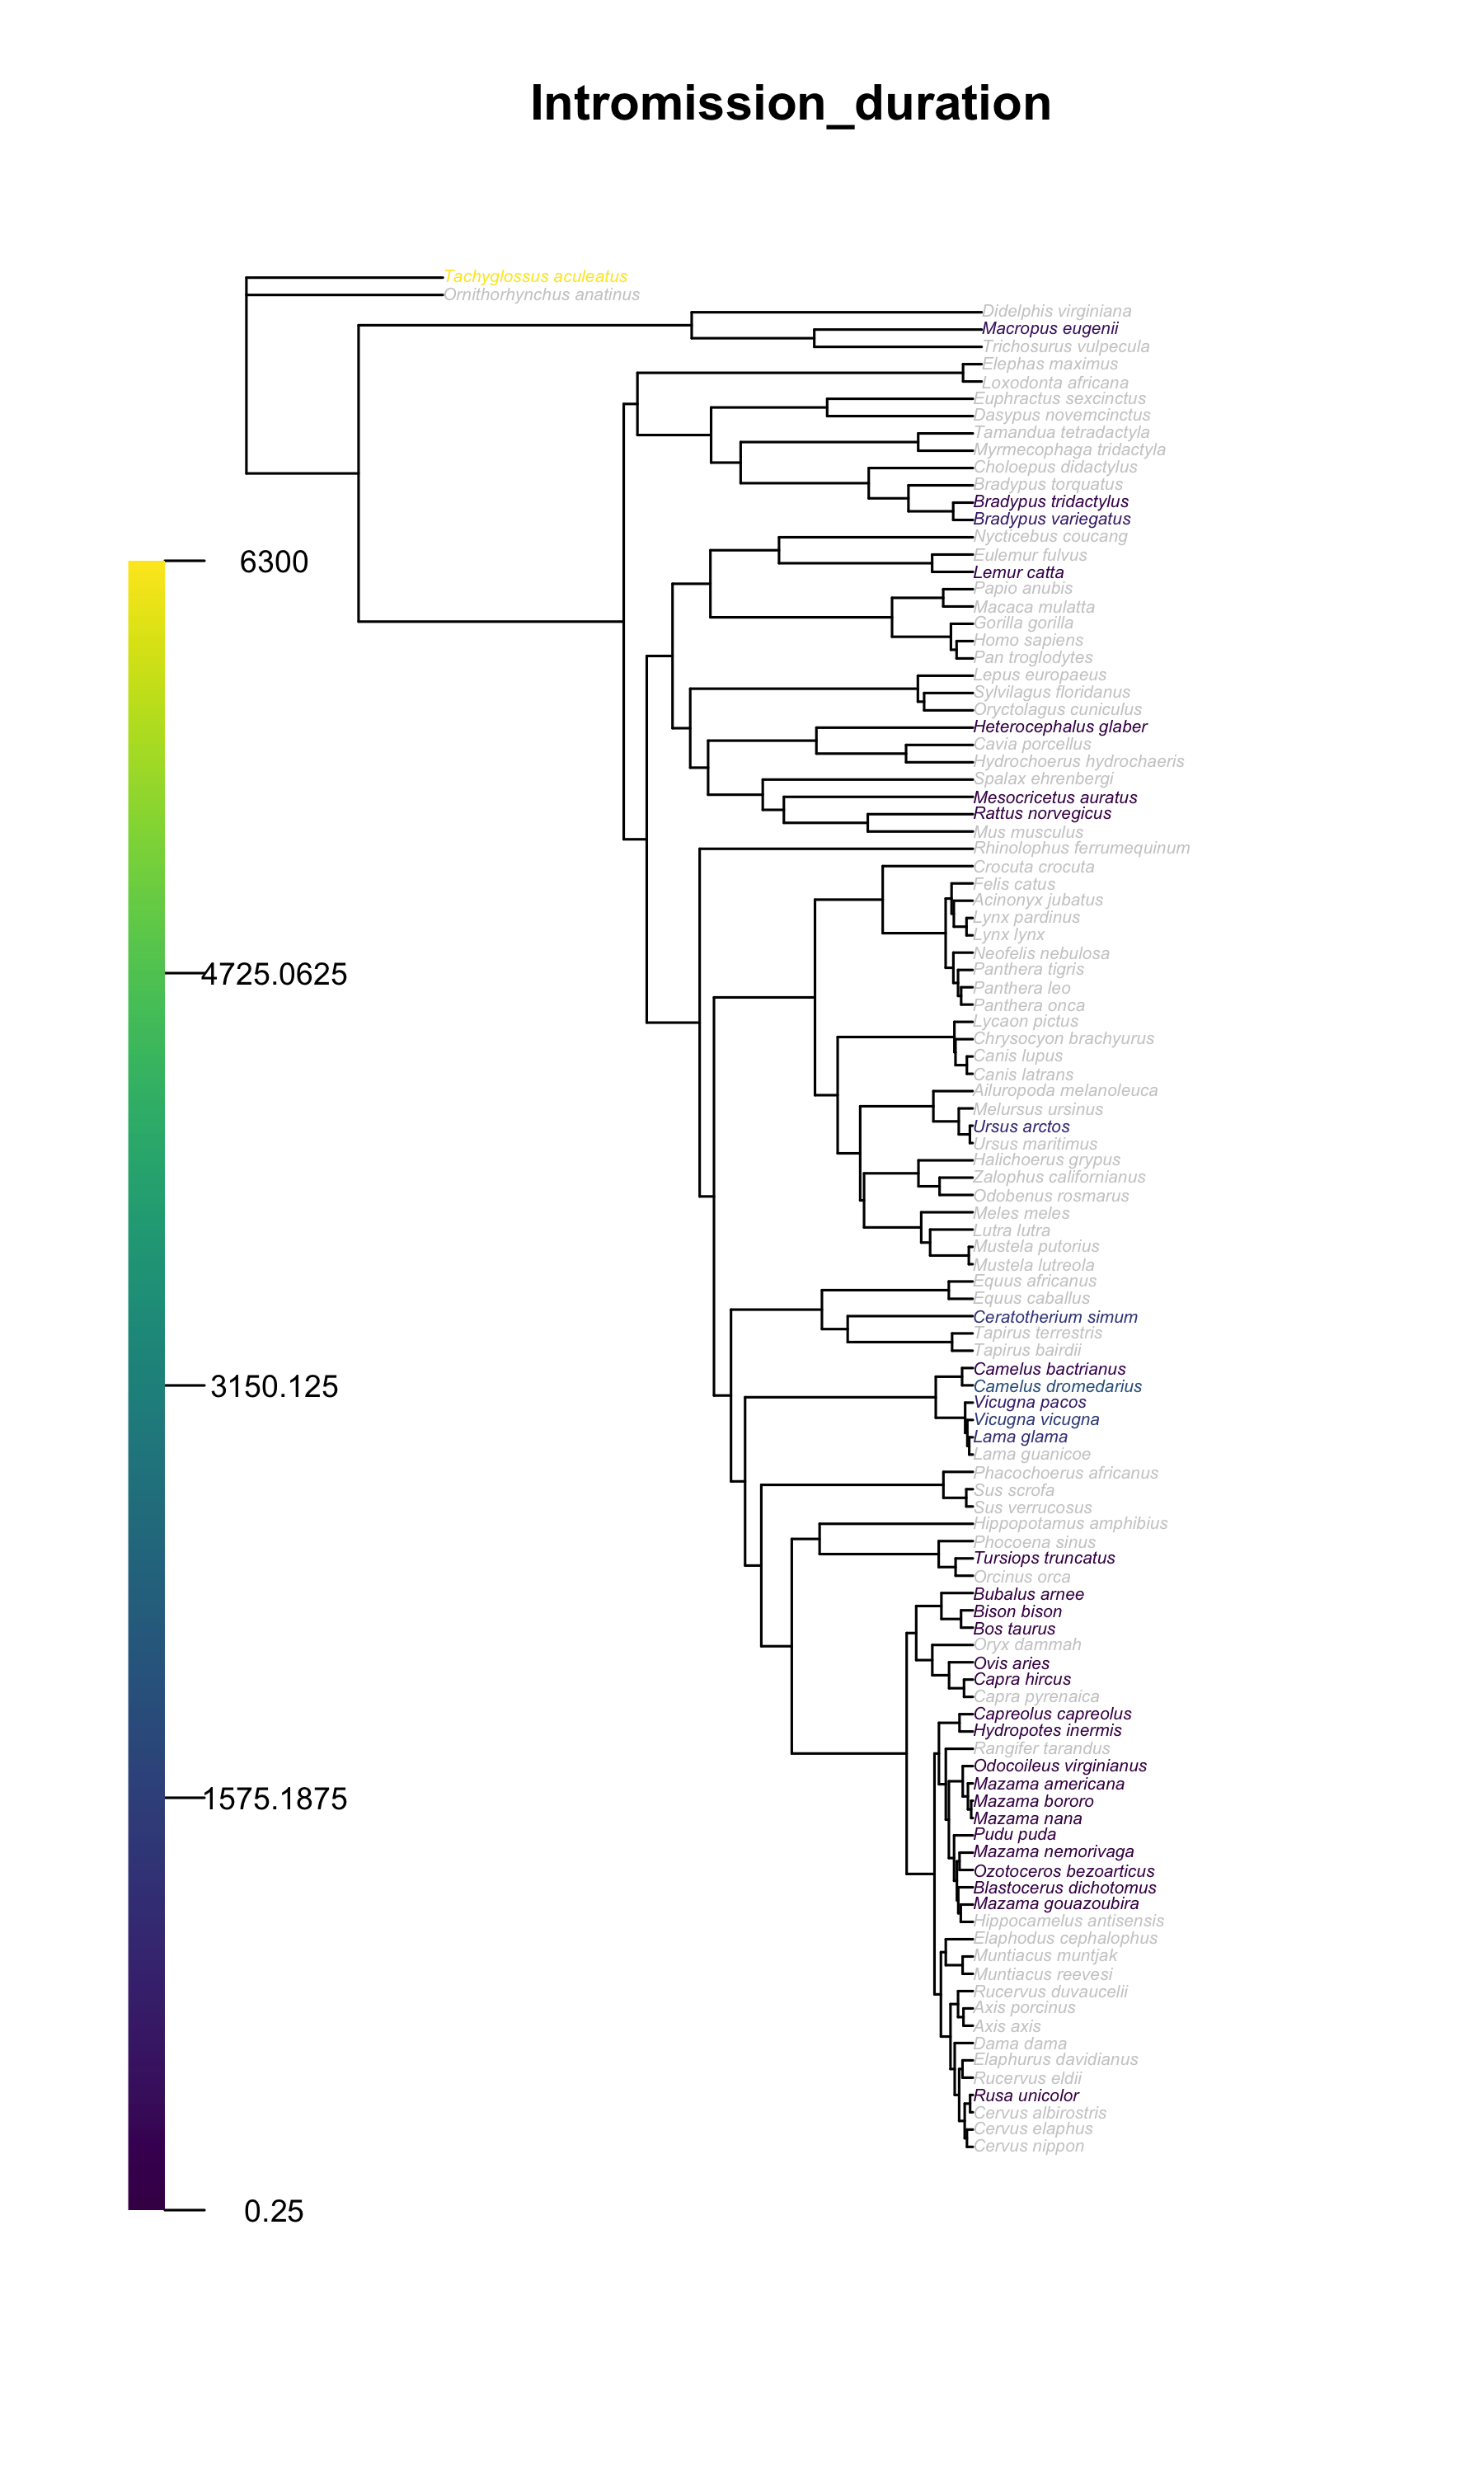 Intromission_duration
Tachyglossus aculeatus
Ornithorhynchus anatinus
Didelphis virginiana
Macropus eugenii
Trichosurus vulpecula
Elephas maximus
Loxodonta africana
Euphractus sexcinctus
Dasypus novemcinctus
Tamandua tetradactyla
Myrmecophaga tridactyla
Choloepus didactylus
Bradypus torquatus
Bradypus tridactylus
Bradypus variegatus
Nycticebus coucang
Eulemur fulvus
Lemur catta
Papio anubis
Macaca mulatta
Gorilla gorilla
Homo sapiens
Pan troglodytes
Lepus europaeus
Sylvilagus floridanus
Oryctolagus cuniculus
Heterocephalus glaber
Cavia porcellus
Hydrochoerus hydrochaeris
Spalax ehrenbergi
Mesocricetus auratus
Rattus norvegicus
Mus musculus
Rhinolophus ferrumequinum
Crocuta crocuta
Felis catus
Acinonyx jubatus
Lynx pardinus
Lynx lynx
Neofelis nebulosa
Panthera tigris
Panthera leo
Panthera onca
Lycaon pictus
Chrysocyon brachyurus
Canis lupus
Canis latrans
Ailuropoda melanoleuca
Melursus ursinus
Ursus arctos
Ursus maritimus
Halichoerus grypus
Zalophus californianus
Odobenus rosmarus
Meles meles
Lutra lutra
Mustela putorius
Mustela lutreola
Equus africanus
Equus caballus
Ceratotherium simum
Tapirus terrestris
Tapirus bairdii
Camelus bactrianus
Camelus dromedarius
Vicugna pacos
Vicugna vicugna
Lama glama
Lama guanicoe
Phacochoerus africanus
Sus scrofa
Sus verrucosus
Hippopotamus amphibius
Phocoena sinus
Tursiops truncatus
Orcinus orca
Bubalus arnee
Bison bison
Bos taurus
Oryx dammah
Ovis aries
Capra hircus
Capra pyrenaica
Capreolus capreolus
Hydropotes inermis
Rangifer tarandus
Odocoileus virginianus
Mazama americana
Mazama bororo
Mazama nana
Pudu puda
Mazama nemorivaga
Ozotoceros bezoarticus
Blastocerus dichotomus
Mazama gouazoubira
Hippocamelus antisensis
Elaphodus cephalophus
Muntiacus muntjak
Muntiacus reevesi
Rucervus duvaucelii
Axis porcinus
Axis axis
Dama dama
Elaphurus davidianus
Rucervus eldii
Rusa unicolor
Cervus albirostris
Cervus elaphus
Cervus nippon
6300
4725.0625
3150.125
1575.1875
0.25